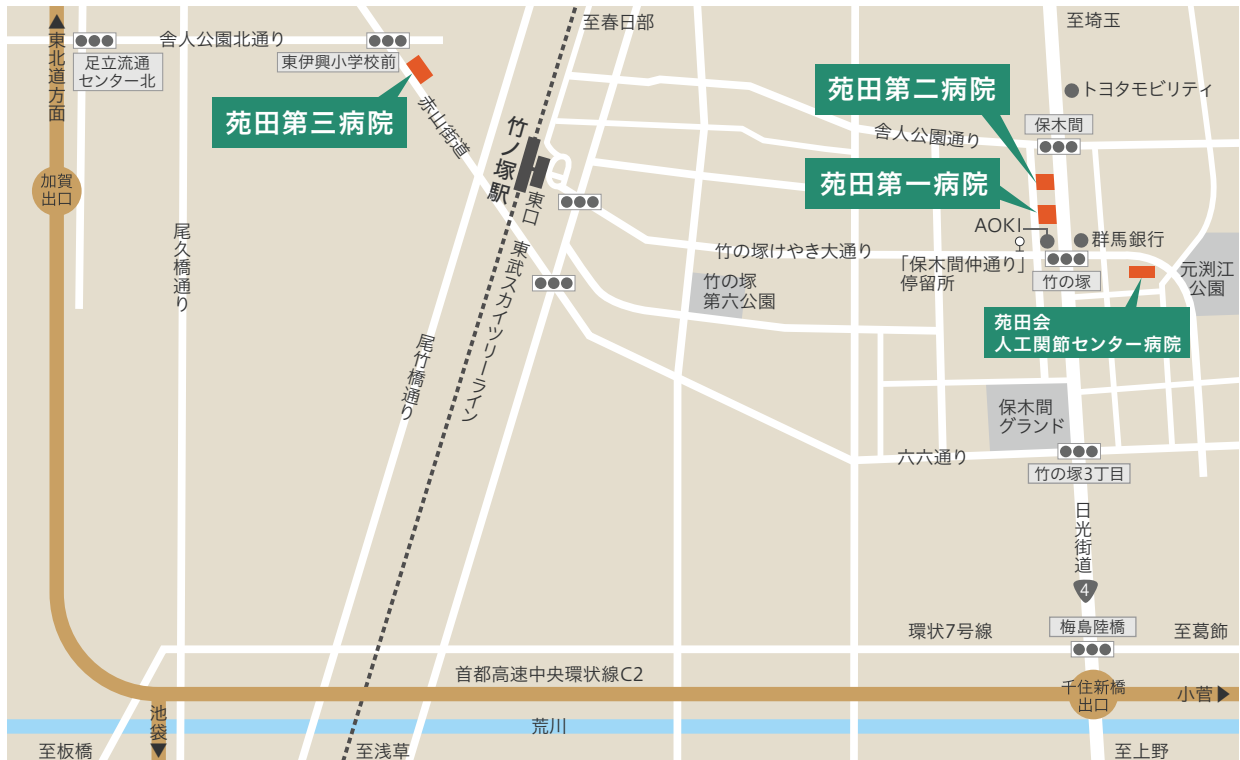 至春日部
至埼玉
東北道方面
舎人公園北通り
足立流通
センター北
東伊興小学校前
苑田第三病院
赤山街道
竹ノ塚駅
東口
苑田第二病院
トヨタモビリティ
保木間
舎人公園通り
苑田第一病院
加賀
出口
尾久橋通り
東武スカイツリーライン
尾竹橋通り
竹の塚けやき大通り
竹の塚
第六公園
AOKI
「保木間仲通り」
停留所
群馬銀行
竹の塚
元渕江
公園
苑田会
人工関節センター病院
保木間
グランド
六六通り
竹の塚3丁目
日光街道
4
梅島陸橋
環状7号線
至葛飾
首都高速中央環状線C2
千住新橋
出口
小菅
池袋
荒川
至板橋
至浅草
至上野